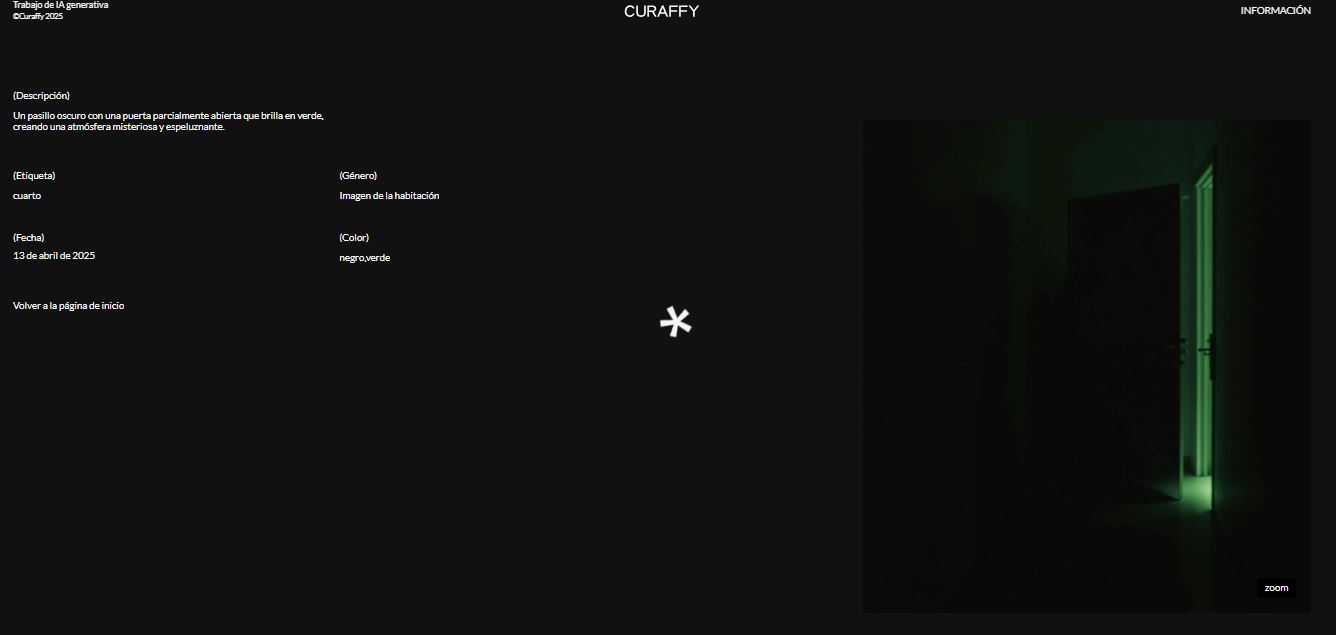 Trabajo de IA generativa
©Curaffy 2025
CURAFFY
INFORMACIÓN
(Descripción)
Un pasillo oscuro con una puerta parcialmente abierta que brilla en verde,
creando una atmósfera misteriosa y espeluznante.
(Etiqueta)
(Género)
cuarto
Imagen de la habitación
(Fecha)
(Color)
13 de abril de 2025
negro,verde
Volver a la página de inicio
zoom